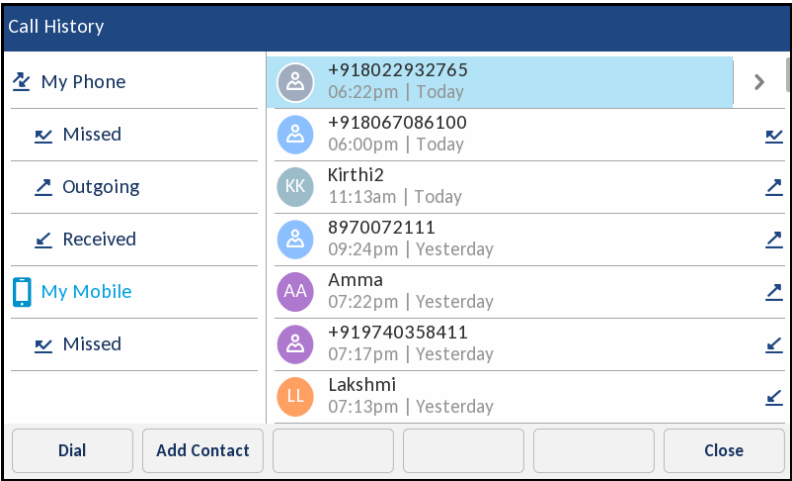 Call History
My Phone
Missed
Outgoing
Received
My Mobile
Missed
+918022932765
06:22pm | Today
+918067086100
06:00pm | Today
KK
Kirthi2
11:13am | Today
8970072111
09:24pm | Yesterday
AA
Amma
07:22pm | Yesterday
+919740358411
07:17pm | Yesterday
LL
Lakshmi
07:13pm | Yesterday
Dial
Add Contact
Close